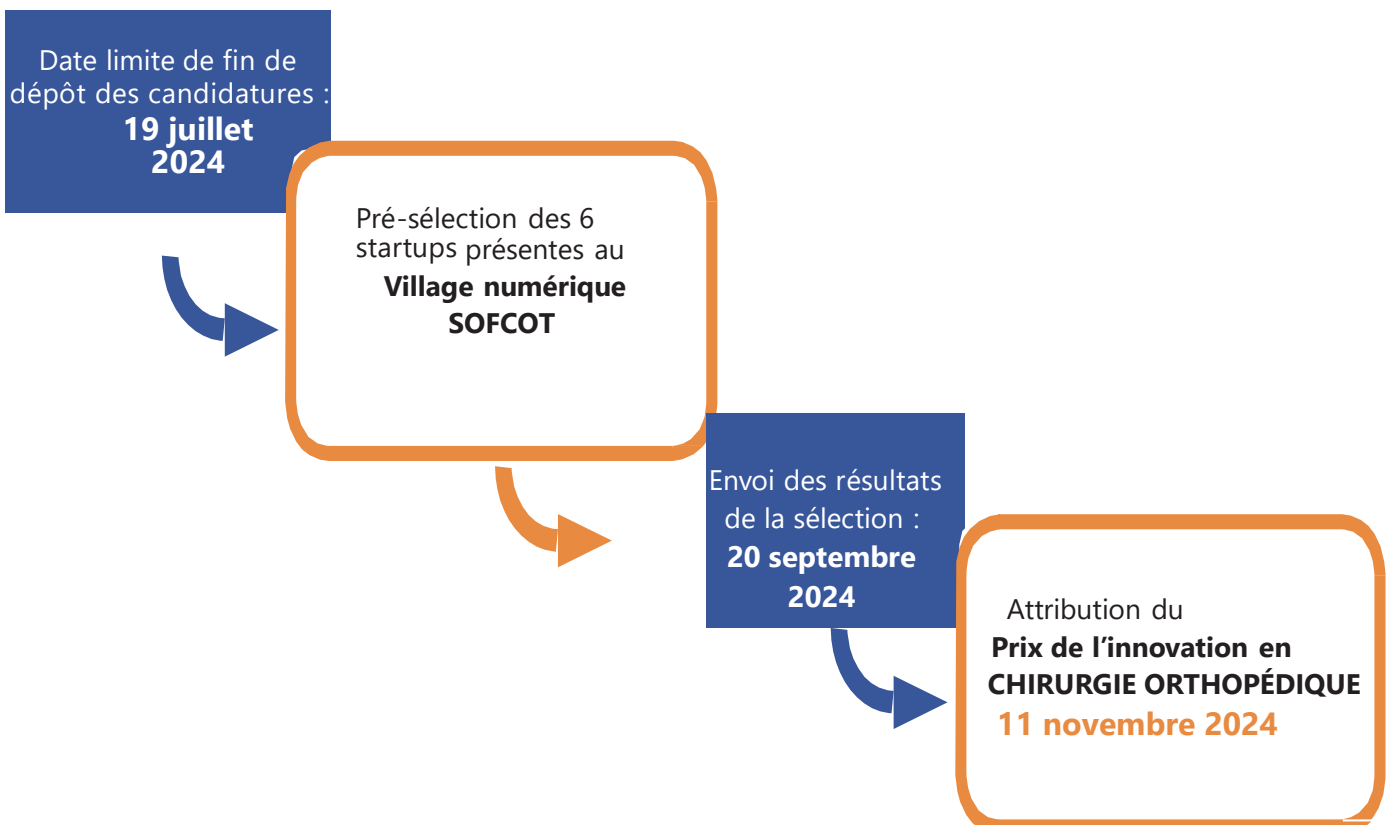 Date limite de fin de
dépôt des candidatures :
19 juillet
2024
Pré-sélection des 6
startups présentes au
Village numérique
SOFCOT
Envoi des résultats
de la sélection :
20 septembre
2024
Attribution du
Prix de l’innovation en
CHIRURGIE ORTHOPÉDIQUE
11 novembre 2024